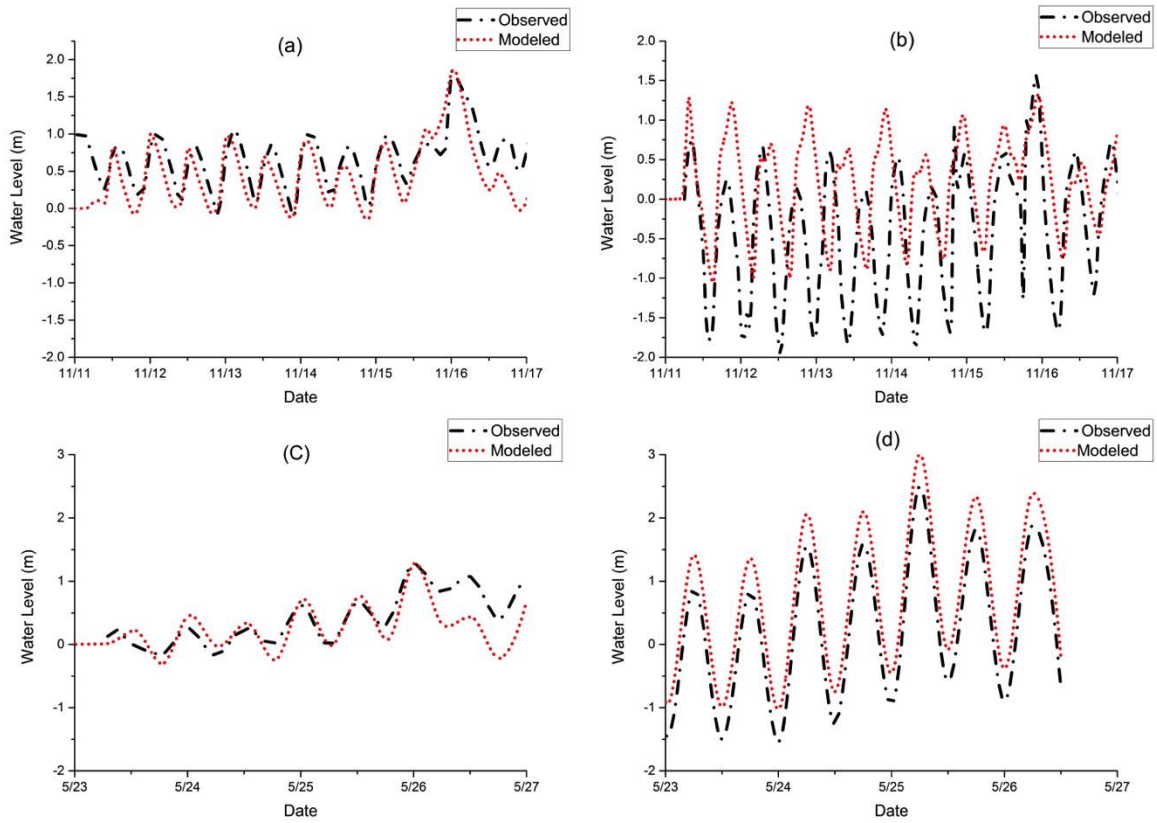 (a)
Observed
Modeled
Water Level (m)
2.0
1.5
1.0
0.5
0.0
-0.5
-1.0
-1.5
-2.0
11/11 11/12 11/13 11/14 11/15 11/16 11/17
Date
(b)
Observed
Modeled
Water Level (m)
2.0
1.5
1.0
0.5
0.0
-0.5
-1.0
-1.5
-2.0
11/11 11/12 11/13 11/14 11/15 11/16 11/17
Date
(C)
Observed
Modeled
Water Level (m)
3
2
1
0
-1
-2
5/23 5/24 5/25 5/26 5/27
Date
(d)
Observed
Modeled
Water Level (m)
3
2
1
0
-1
-2
5/23 5/24 5/25 5/26 5/27
Date